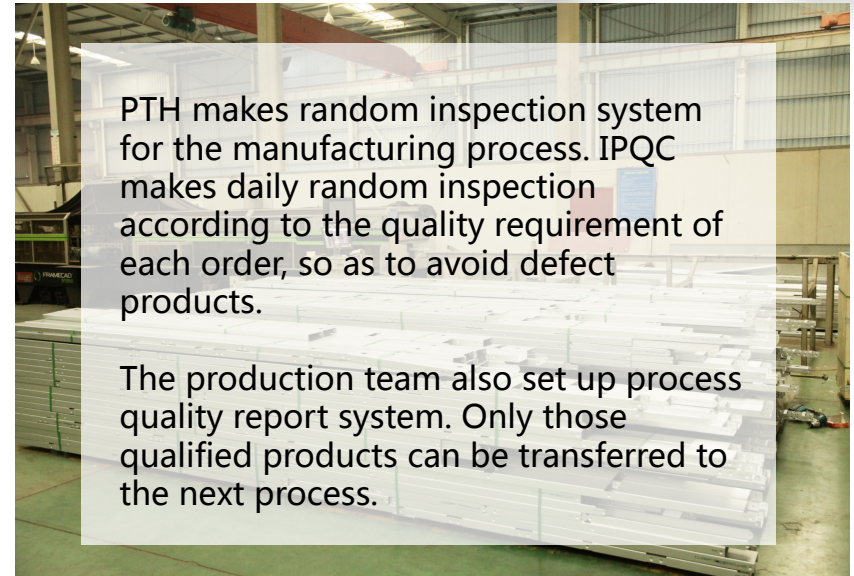 PTH makes random inspection system
for the manufacturing process. IPQC
makes daily random inspection
according to the quality requirement of
each order, so as to avoid defect
products.
The production team also set up process
quality report system. Only those
qualified products can be transferred to
the next process.
FRAMECAD